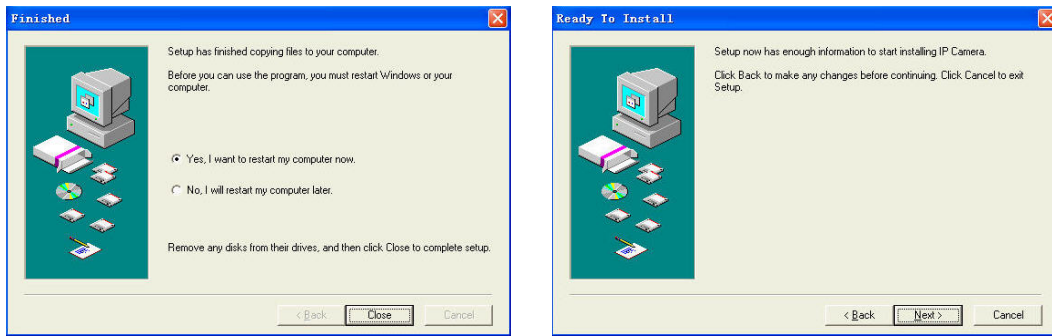 Finished
Setup has finished copying files to your computer.
Before you can use the program, you must restart Windows or your
computer.
Yes, I want to restart my computer now.
No, I will restart my computer later.
Remove any disks from their drives, and then click Close to complete setup.
< Back
Close
Cancel
Ready To Install
Setup now has enough information to start installing IP Camera.
Click Back to make any changes before continuing. Click Cancel to exit
Setup.
< Back
Next >
Cancel